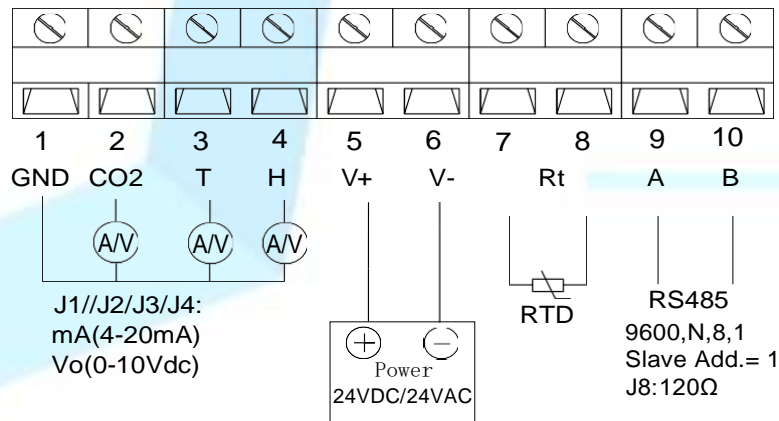 1 2 3 4 5 6 7 8 9 10
GND CO2 T H V+ V- Rt A B
A/V A/V A/V
J1//J2/J3/J4:
mA(4-20mA)
Vo(0-10Vdc)
+ −
Power
24VDC/24VAC
RTD
RS485
9600,N,8,1
Slave Add.= 1
J8:120Ω